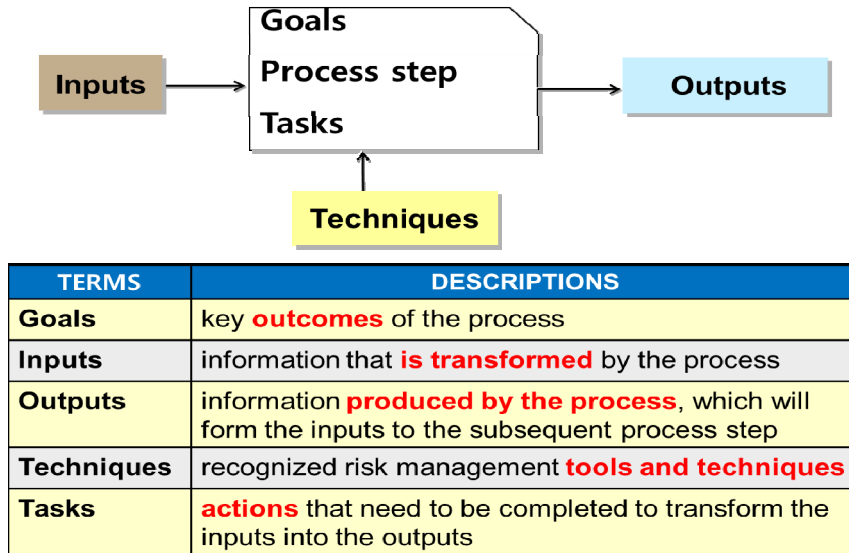 Goals
Inputs
Process step
Outputs
Tasks
Techniques
TERMS DESCRIPTIONS
Goals key outcomes of the process
Inputs information that is transformed by the process
Outputs information produced by the process, which will
form the inputs to the subsequent process step
Techniques recognized risk management tools and techniques
Tasks actions that need to be completed to transform the
inputs into the outputs